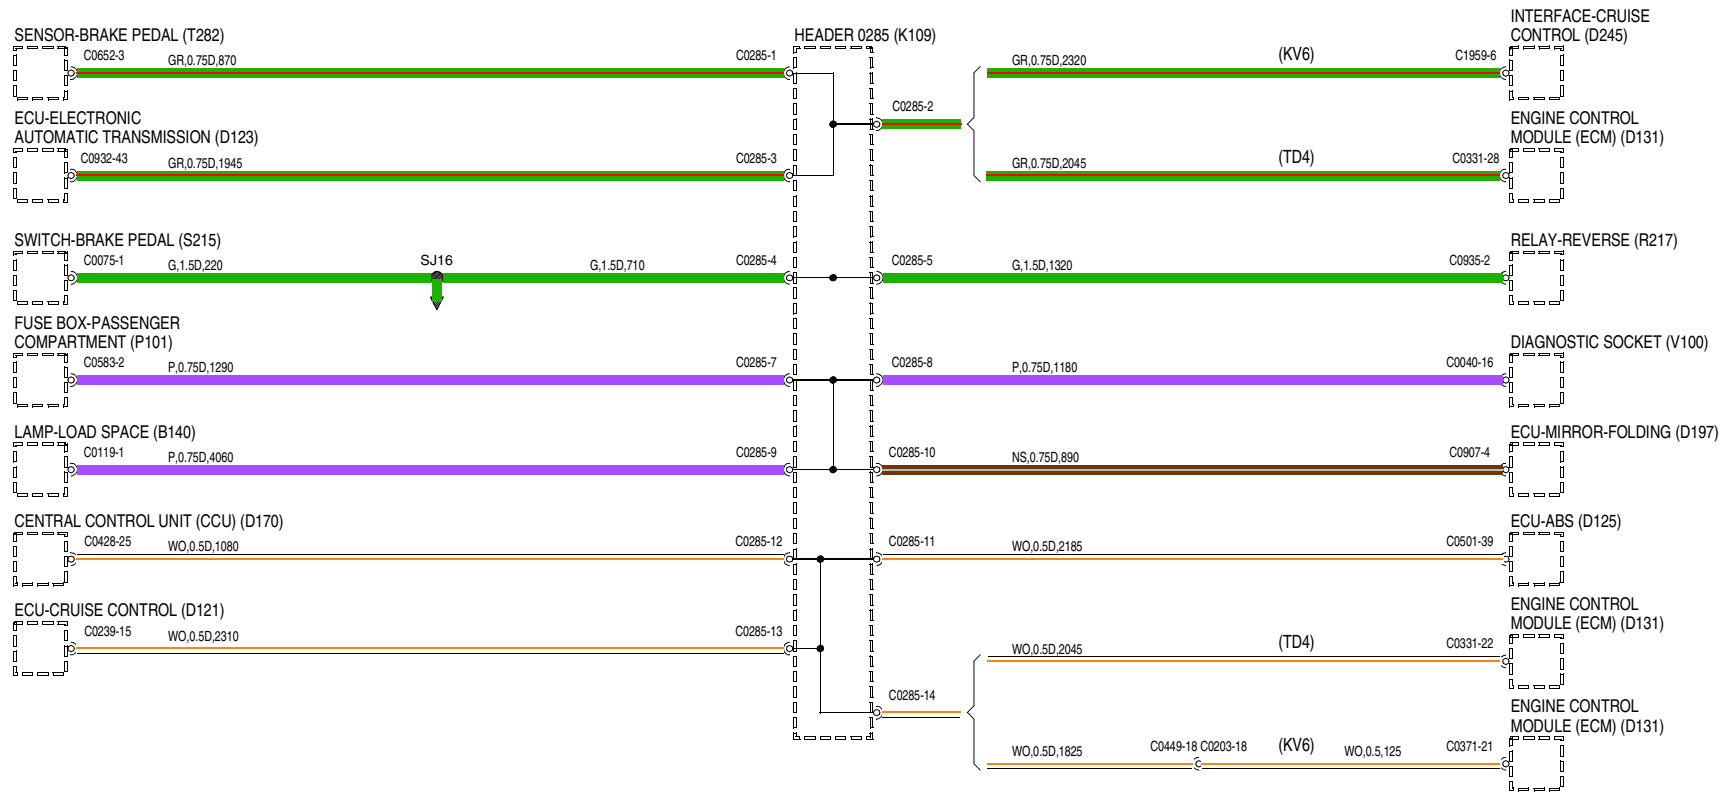 SENSOR-BRAKE PEDAL (T282)
C0652-3
GR,0.75D,870
C0285-1
HEADER 0285 (K109)
C0285-2
GR,0.75D,2320
(KV6)
C1959-6
INTERFACE-CRUISE
CONTROL (D245)
ECU-ELECTRONIC
AUTOMATIC TRANSMISSION (D123)
C0932-43
GR,0.75D,1945
C0285-3
GR,0.75D,2045
(TD4)
C0331-28
ENGINE CONTROL
MODULE (ECM) (D131)
SWITCH-BRAKE PEDAL (S215)
C0075-1
G,1.5D,220
SJ16
G,1.5D,710
C0285-4
C0285-5
G,1.5D,1320
C0935-2
RELAY-REVERSE (R217)
FUSE BOX-PASSENGER
COMPARTMENT (P101)
C0583-2
P,0.75D,1290
C0285-7
C0285-8
P,0.75D,1180
C0040-16
DIAGNOSTIC SOCKET (V100)
LAMP-LOAD SPACE (B140)
C0119-1
P,0.75D,4060
C0285-9
C0285-10
NS,0.75D,890
C0907-4
ECU-MIRROR-FOLDING (D197)
CENTRAL CONTROL UNIT (CCU) (D170)
C0428-25
WO,0.5D,1080
C0285-12
C0285-11
WO,0.5D,2185
C0501-39
ECU-ABS (D125)
ECU-CRUISE CONTROL (D121)
C0239-15
WO,0.5D,2310
C0285-13
C0285-14
WO,0.5D,2045
(TD4)
C0331-22
ENGINE CONTROL
MODULE (ECM) (D131)
WO,0.5D,1825
C0449-18 C0203-18
(KV6)
WO,0.5,125
C0371-21
ENGINE CONTROL
MODULE (ECM) (D131)